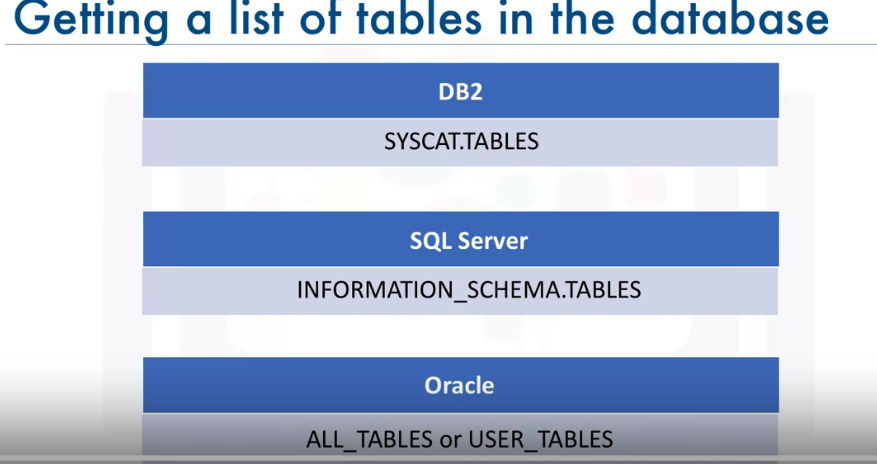 Getting a list of tables in the database
DB2
SYSCAT.TABLES
SQL Server
INFORMATION_SCHEMA.TABLES
Oracle
ALL_TABLES or USER_TABLES